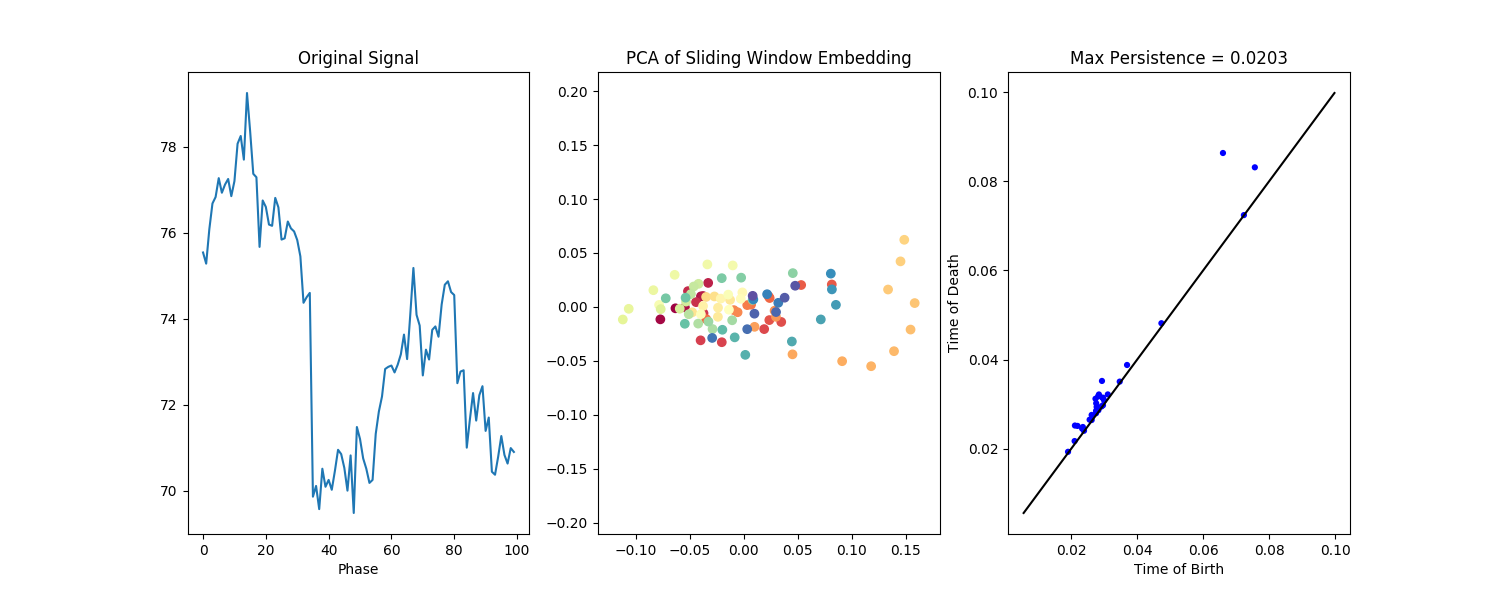 Original Signal
78
76
74
72
70
0 20 40 60 80 100
Phase
PCA of Sliding Window Embedding
0.20
0.15
0.10
0.05
0.00
−0.05
−0.10
−0.15
−0.20
−0.10 −0.05 0.00 0.05 0.10 0.15
Max Persistence = 0.0203
Time of Death
0.10
0.08
0.06
0.04
0.02
0.02 0.04 0.06 0.08 0.10
Time of Birth